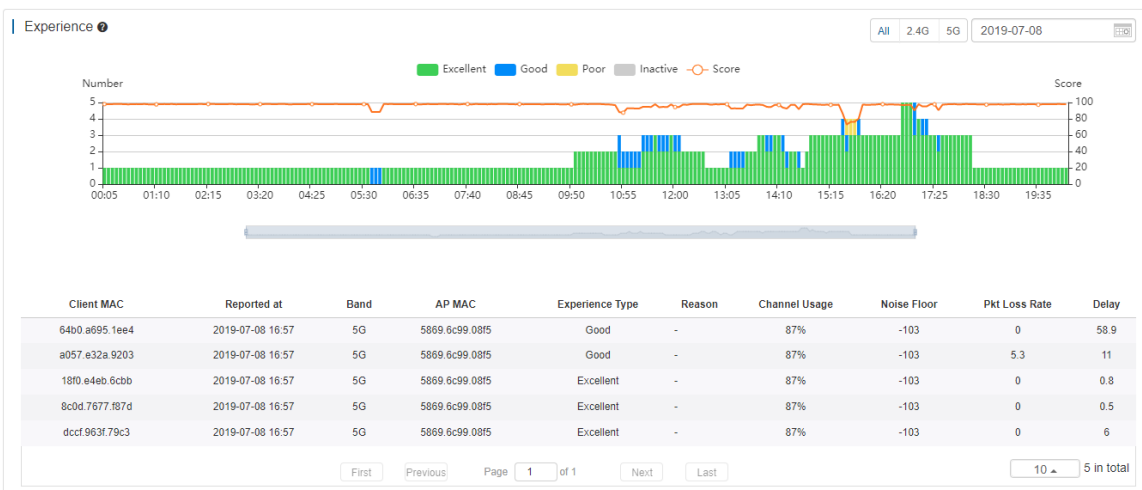 Experience ?
All 2.4G 5G 2019-07-08
Excellent Good Poor Inactive Score
Number Score
5 100
4 80
3 60
2 40
1 20
0 0
00:05 01:10 02:15 03:20 04:25 05:30 06:35 07:40 08:45 09:50 10:55 12:00 13:05 14:10 15:15 16:20 17:25 18:30 19:35
Client MAC Reported at Band AP MAC Experience Type Reason Channel Usage Noise Floor Pkt Loss Rate Delay
64b0.a695.1ee4 2019-07-08 16:57 5G 5869.6c99.08f5 Good - 87% -103 0 58.9
a057.e32a.9203 2019-07-08 16:57 5G 5869.6c99.08f5 Good - 87% -103 5.3 11
18f0.e4eb.6cbb 2019-07-08 16:57 5G 5869.6c99.08f5 Excellent - 87% -103 0 0.8
8c0d.7677.f87d 2019-07-08 16:57 5G 5869.6c99.08f5 Excellent - 87% -103 0 0.5
dccf.963f.79c3 2019-07-08 16:57 5G 5869.6c99.08f5 Excellent - 87% -103 0 6
First Previous Page 1 of 1 Next Last 10 5 in total